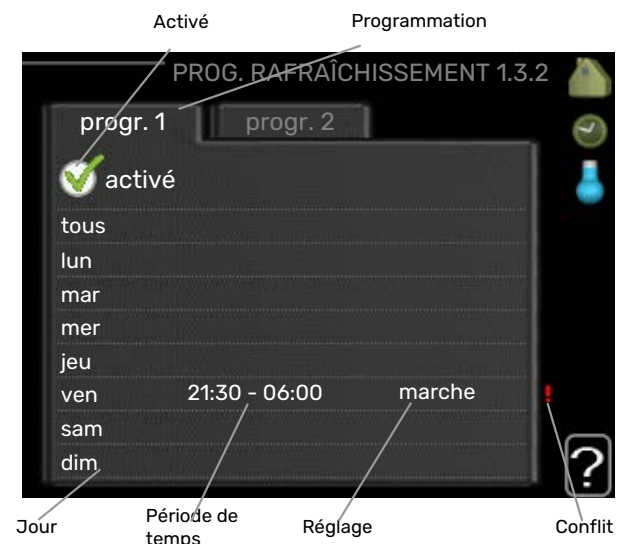 Activé Programmation
PROG. RAFRAÎCHISSEMENT 1.3.2
progr. 1 progr. 2
activé
tous
lun
mar
mer
jeu
ven 21:30 - 06:00 marche !
sam
dim
?
Jour Période de temps Réglage Conflit